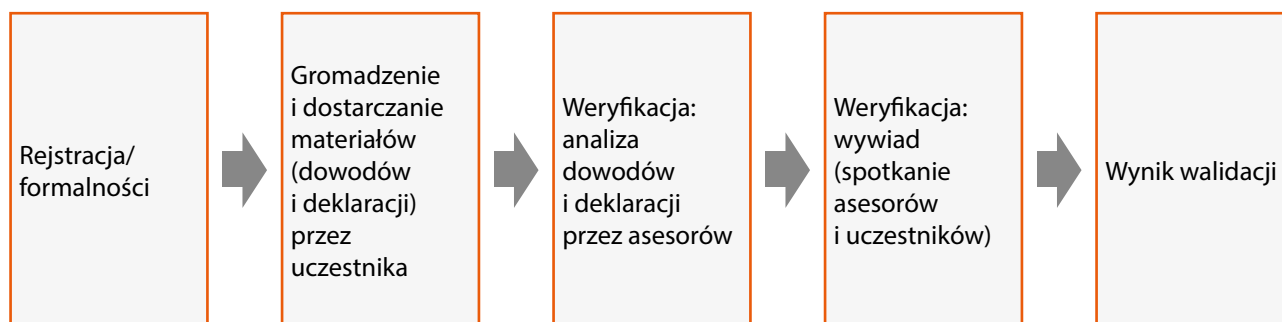 Rejstracja/
formalności
Gromadzenie
i dostarczanie
materiałów
(dowodów
i deklaracji)
przez
uczestnika
Weryfikacja:
analiza
dowodów
i deklaracji
przez asesorów
Weryfikacja:
wywiad
(spotkanie
asesorów
i uczestników)
Wynik walidacji